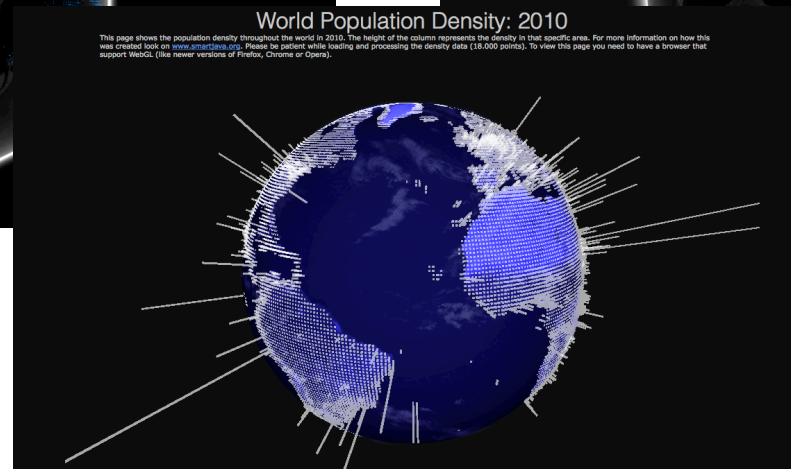 World Population Density: 2010
This page shows the population density throughout the world in 2010. The height of the column represents the density in that specific area. For more information on how this
was created look on www.smartjava.org. Please be patient while loading and processing the density data (18.000 points). To view this page you need to have a browser that
support WebGL (like newer versions of Firefox, Chrome or Opera).